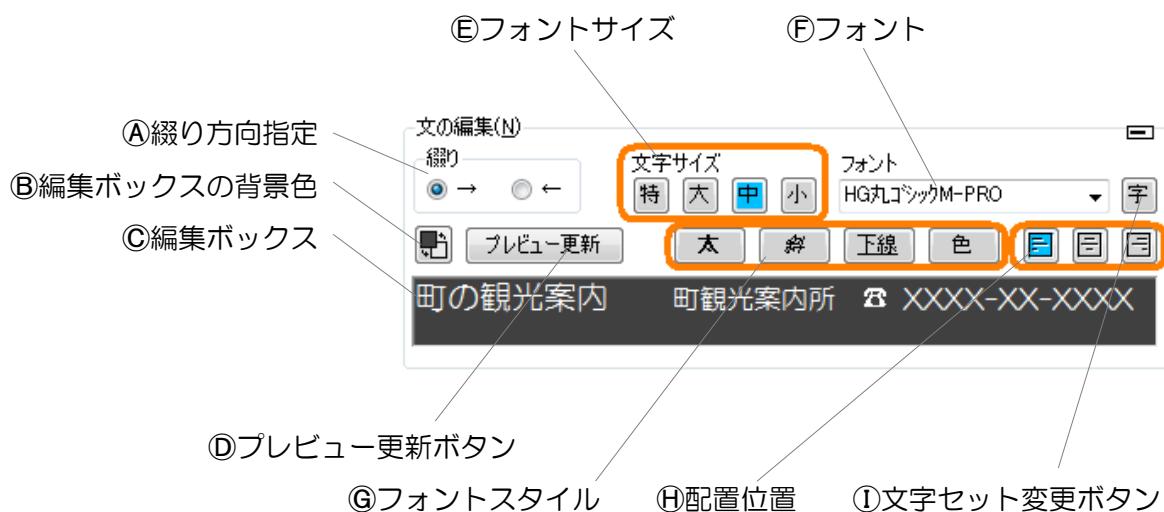 Ⓔフォントサイズ Ⓕフォント
Ⓐ綴り方向指定
文の編集(N)
綴り
→ ←
文字サイズ
特 大 中 小
フォント
HG丸ゴシックM-PRO
字
Ⓑ編集ボックスの背景色
Ⓒ編集ボックス
プレビュー更新
太 斜 下線 色
町の観光案内 町観光案内所 ☎ XXXX-XX-XXXX
Ⓓプレビュー更新ボタン
Ⓖフォントスタイル Ⓗ配置位置 Ⓘ文字セット変更ボタン